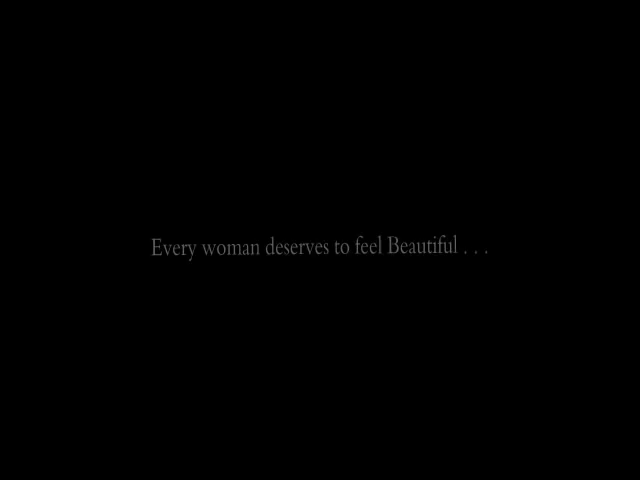 Every woman deserves to feel Beautiful . . .